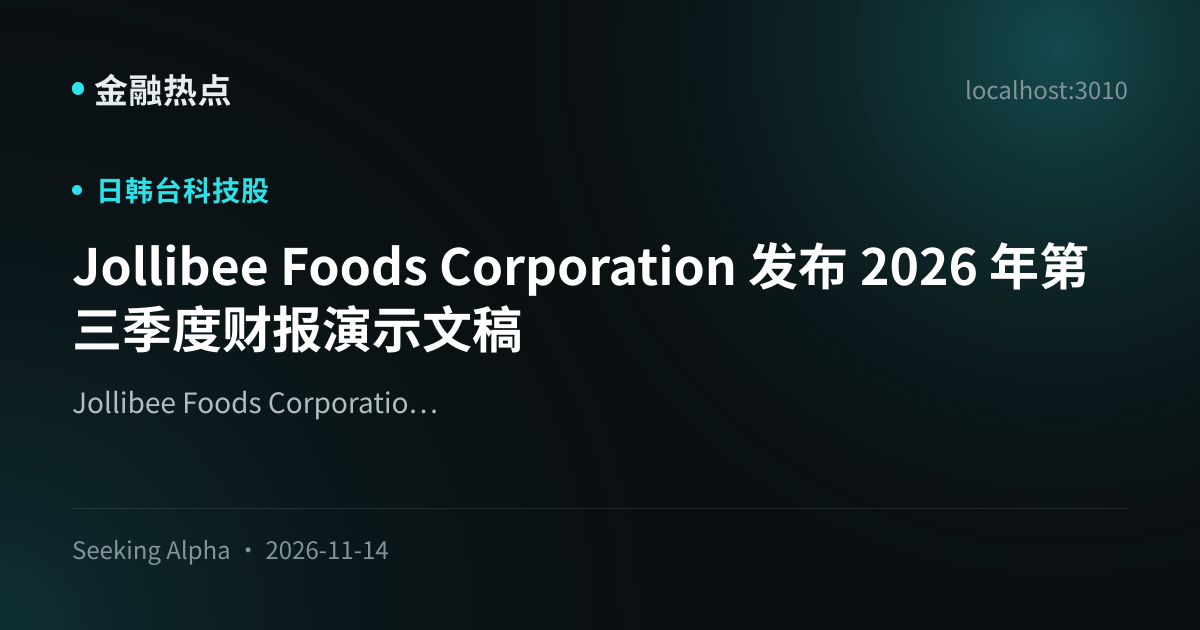 金融热点
localhost:3010
日韩台科技股
Jollibee Foods Corporation 发布 2026 年第
三季度财报演示文稿
Jollibee Foods Corporatio…
Seeking Alpha · 2026-11-14